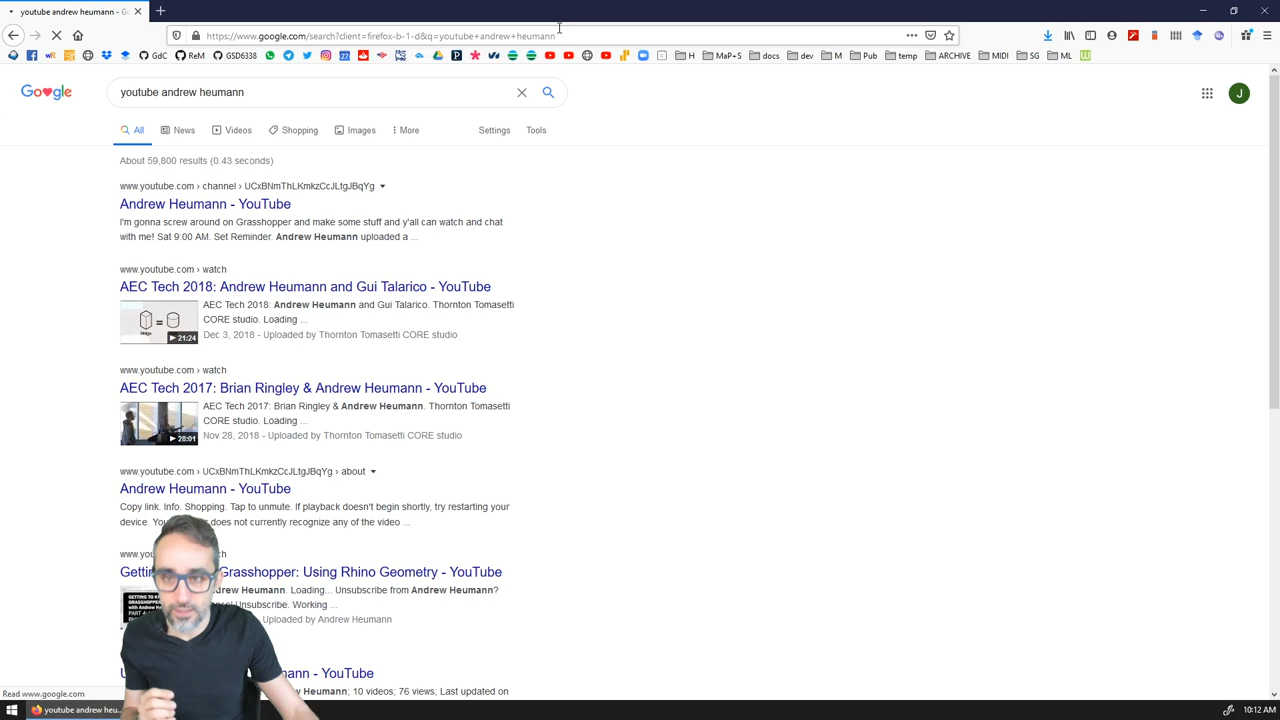 youtube andrew heumann - Go
https://www.google.com/search?client=firefox-b-1-d&q=youtube+andrew+heumann
GdC
ReM
GSD6438
27
H
MaP+S
docs
dev
M
Pub
temp
ARCHIVE
MIDI
SG
ML
Google
youtube andrew heumann
J
All
News
Videos
Shopping
Images
More
Settings
Tools
About 59,800 results (0.43 seconds)
www.youtube.com › channel › UCxBNmThLKmkzCcJLtgJBqYg
Andrew Heumann - YouTube
I'm gonna screw around on Grasshopper and make some stuff and y'all can watch and chat
with me! Sat 9:00 AM. Set Reminder. Andrew Heumann uploaded a ...
www.youtube.com › watch
AEC Tech 2018: Andrew Heumann and Gui Talarico - YouTube
AEC Tech 2018: Andrew Heumann and Gui Talarico. Thornton Tomasetti
CORE studio. Loading ...
21:24
Dec 3, 2018 - Uploaded by Thornton Tomasetti CORE studio
www.youtube.com › watch
AEC Tech 2017: Brian Ringley & Andrew Heumann - YouTube
AEC Tech 2017: Brian Ringley & Andrew Heumann. Thornton Tomasetti
CORE studio. Loading ...
28:01
Nov 28, 2018 - Uploaded by Thornton Tomasetti CORE studio
www.youtube.com › UCxBNmThLKmkzCcJLtgJBqYg › about
Andrew Heumann - YouTube
Copy link. Info. Shopping. Tap to unmute. If playback doesn't begin shortly, try restarting your
does not currently recognize any of the video ...
Grasshopper: Using Rhino Geometry - YouTube
Heumann. Loading... Unsubscribe from Andrew Heumann?
Unsubscribe. Working ...
GETTING TO K
GRASSHOPPER
with Andrew H
Uploaded by Andrew Heumann
- YouTube
Heumann; 10 videos; 76 views; Last updated on
Read www.google.com
youtube andrew heu...
10:12 AM